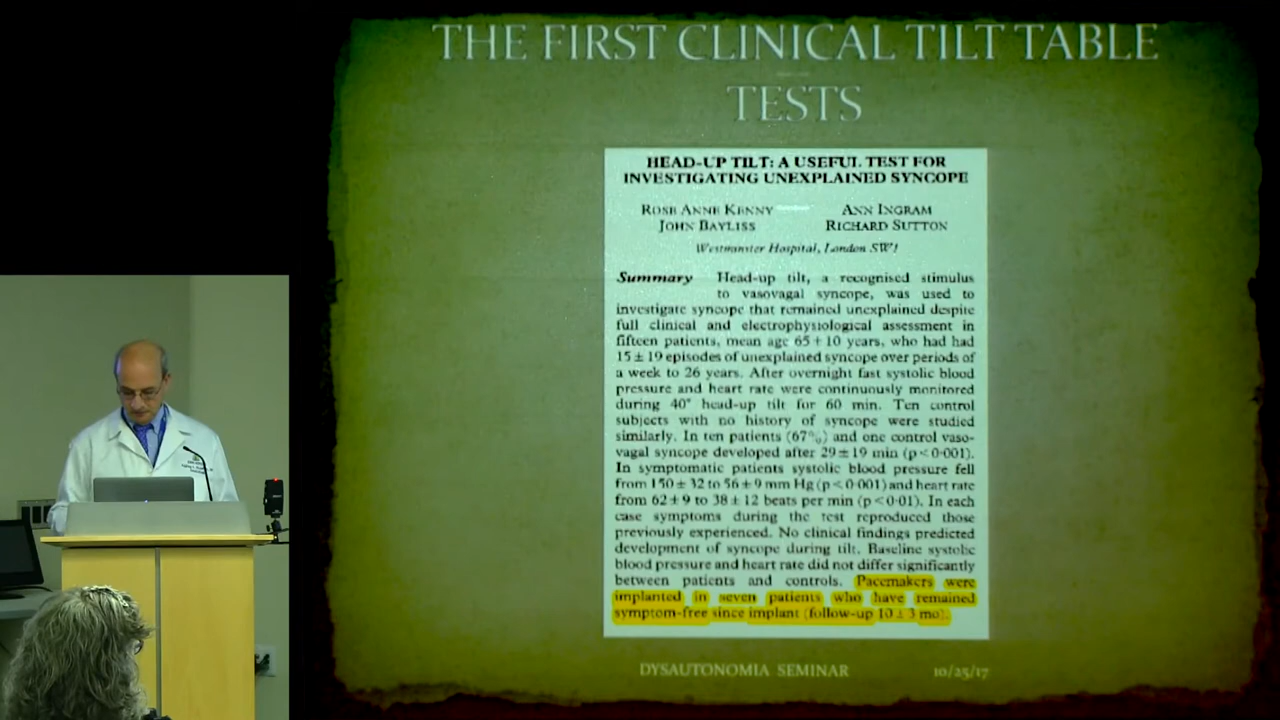 THE FIRST CLINICAL TILT TABLE
TESTS
HEAD-UP TILT: A USEFUL TEST FOR
INVESTIGATING UNEXPLAINED SYNCOPE
ROSE ANNE KENNY ANN INGRAM
JOHN BAYLISS RICHARD SUTTON
Westminster Hospital, London SW1
Summary Head-up tilt, a recognised stimulus
to vasovagal syncope, was used to
investigate syncope that remained unexplained despite
full clinical and electrophysiological assessment in
fifteen patients, mean age 65 ± 10 years, who had had
15 ± 19 episodes of unexplained syncope over periods of
a week to 26 years. After overnight fast systolic blood
pressure and heart rate were continuously monitored
during 40° head-up tilt for 60 min. Ten control
subjects with no history of syncope were studied
similarly. In ten patients (67%) and one control vaso-
vagal syncope developed after 29 ± 19 min (p<0·001).
In symptomatic patients systolic blood pressure fell
from 150 ± 32 to 56 ± 9 mm Hg (p<0·001) and heart rate
from 62 ± 9 to 38 ± 12 beats per min (p<0·01). In each
case symptoms during the test reproduced those
previously experienced. No clinical findings predicted
development of syncope during tilt. Baseline systolic
blood pressure and heart rate did not differ significantly
between patients and controls. Pacemakers were
implanted in seven patients who have remained
symptom-free since implant (follow-up 10 ± 3 mo).
DYSAUTONOMIA SEMINAR 10/25/17